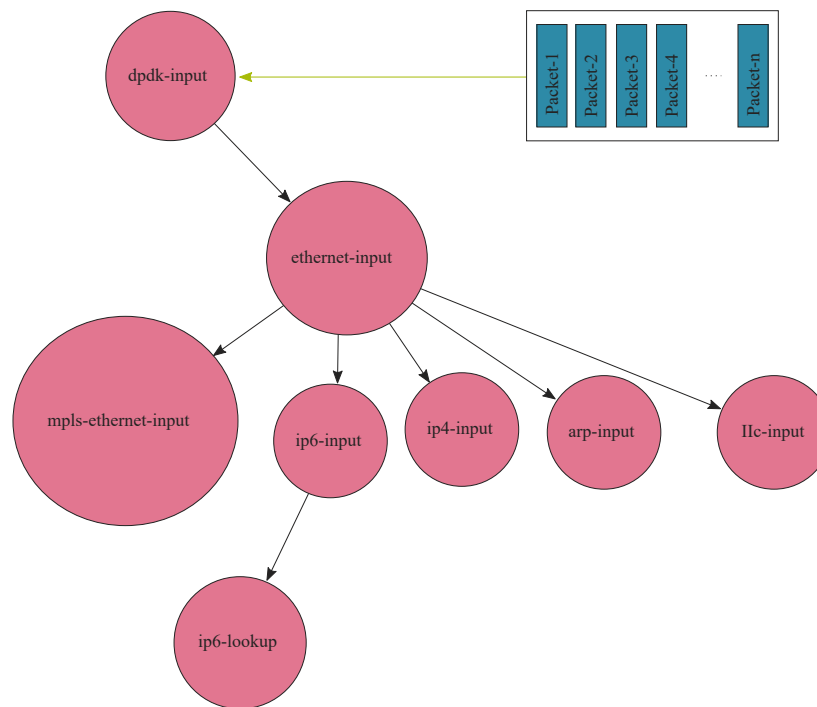 dpdk-input
Packet-1
Packet-2
Packet-3
Packet-4
....
Packet-n
ethernet-input
mpls-ethernet-input
ip6-input
ip4-input
arp-input
IIc-input
ip6-lookup